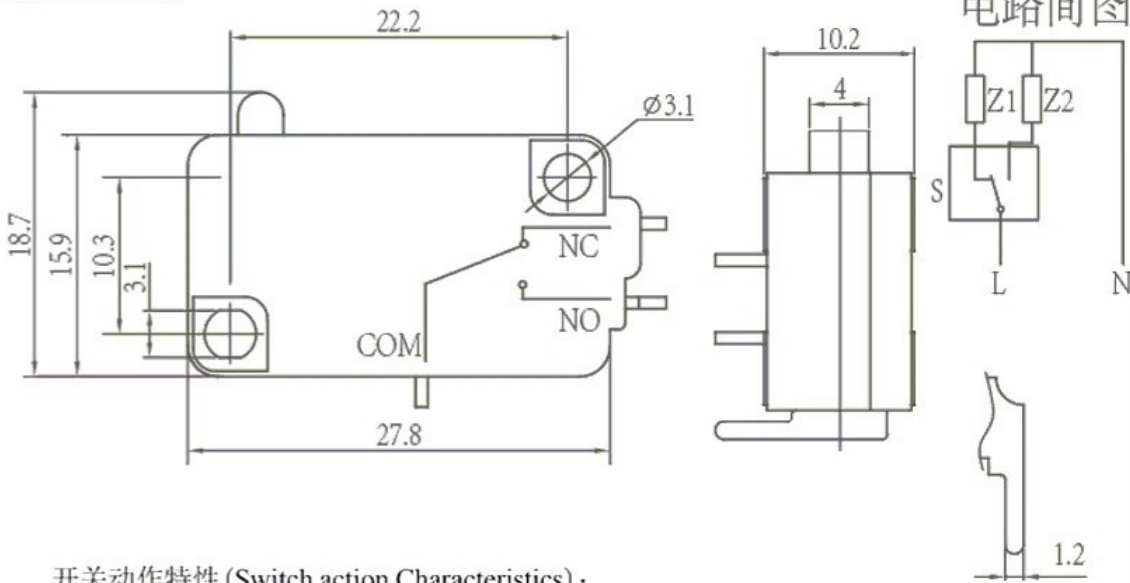 电路间图
22.2
10.2
4
Z1
Z2
Ø3.1
S
18.7
15.9
10.3
3.1
NC
NO
COM
L
N
27.8
1.2
开关动作特性 (Switch action Characteristics) :